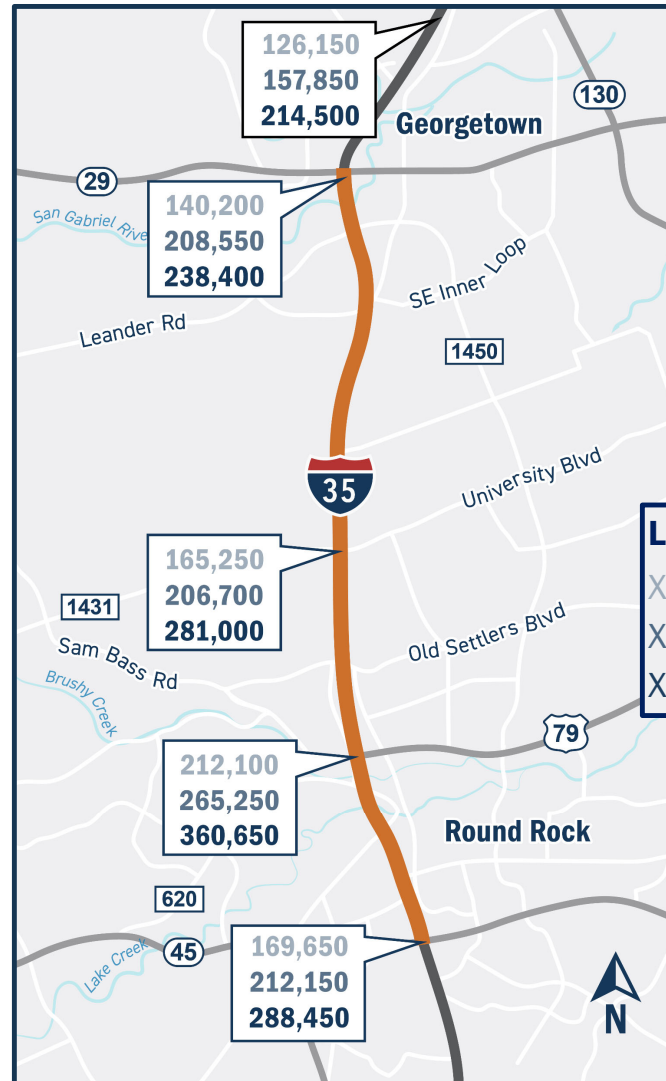 126,150
157,850
214,500
130
Georgetown
29
140,200
208,550
238,400
San Gabriel River
SE Inner Loop
Leander Rd
1450
35
University Blvd
L
X
X
X
165,250
206,700
281,000
1431
Old Settlers Blvd
Sam Bass Rd
Brushy Creek
79
212,100
265,250
360,650
Round Rock
620
45
Lake Creek
169,650
212,150
288,450
N